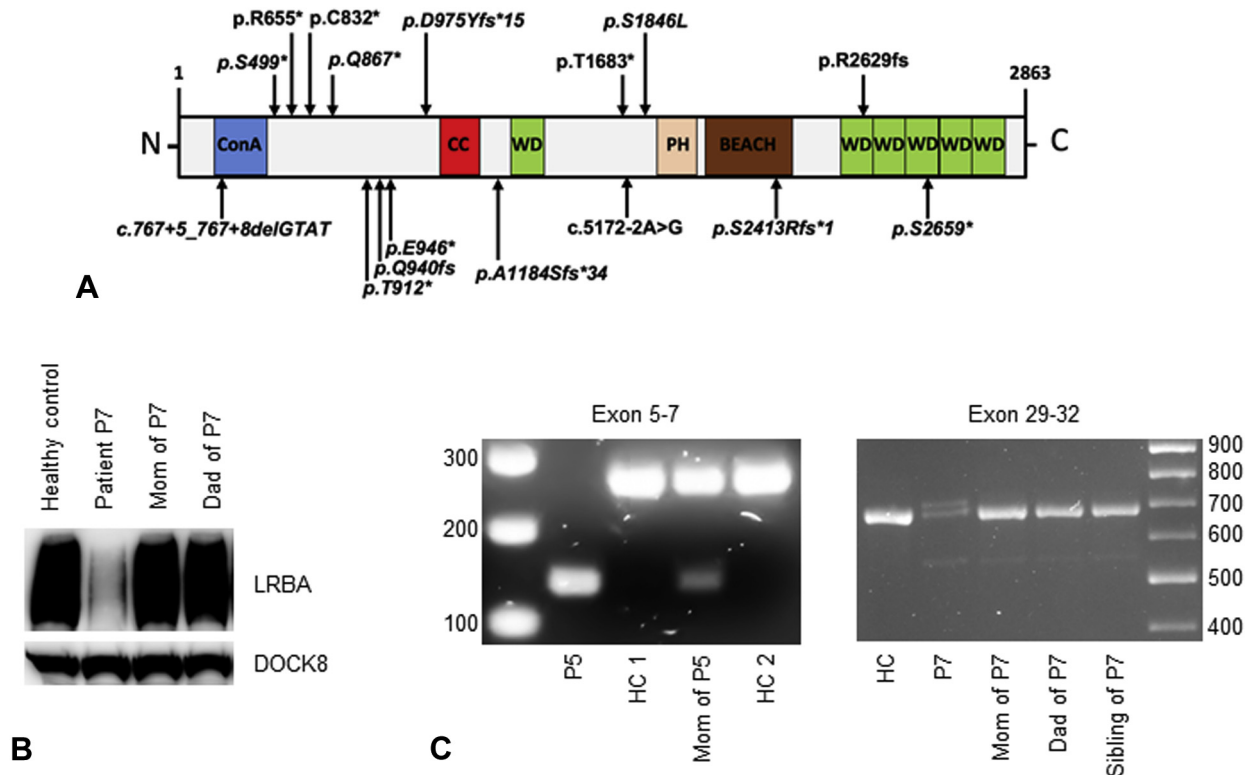 p.R655*
p.C832*
p.D975Yfs*15
p.S1846L
p.S499*
p.Q867*
p.T1683*
p.R2629fs
1
2863
N
ConA
CC
WD
PH
BEACH
WD
WD
WD
WD
WD
C
c.767+5_767+8delGTAT
p.E946*
p.Q940fs
p.T912*
p.A1184Sfs*34
c.5172-2A>G
p.S2413Rfs*1
p.S2659*
A
Healthy control
Patient P7
Mom of P7
Dad of P7
LRBA
DOCK8
B
Exon 5-7
300
200
100
P5
HC 1
Mom of P5
HC 2
Exon 29-32
900
800
700
600
500
400
HC
P7
Mom of P7
Dad of P7
Sibling of P7
C